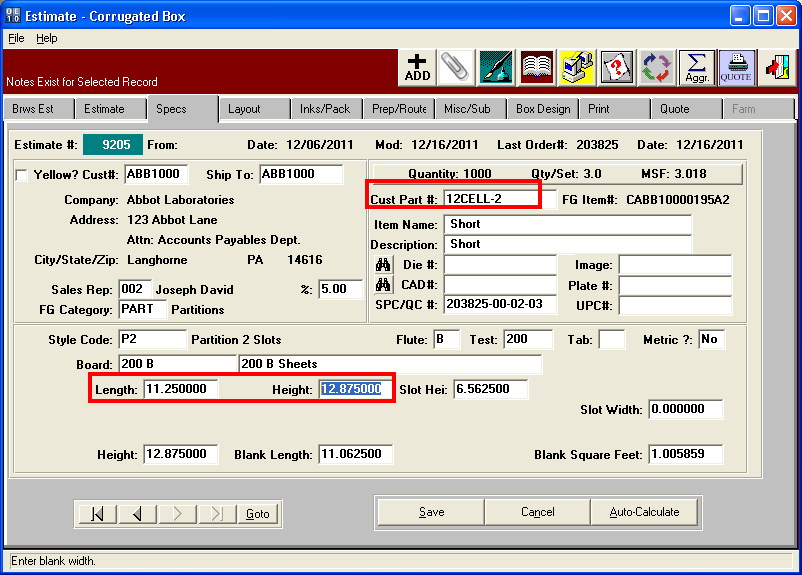 Estimate - Corrugated Box
File Help
Notes Exist for Selected Record
ADD Aggr. QUOTE
Brws Est Estimate Specs Layout Inks/Pack Prep/Route Misc/Sub Box Design Print Quote Farm
Estimate #: 9205 From: Date: 12/06/2011 Mod: 12/16/2011 Last Order#: 203825 Date: 12/16/2011
Yellow? Cust#: ABB1000 Ship To: ABB1000
Quantity: 1000 Qty/Set: 3.0 MSF: 3.018
Company: Abbot Laboratories
Cust Part #: 12CELL-2 FG Item#: CABB10000195A2
Address: 123 Abbot Lane
Item Name: Short
Attn: Accounts Payables Dept.
Description: Short
City/State/Zip: Langhorne PA 14616
Die #: Image:
CAD#: Plate #:
Sales Rep: 002 Joseph David %: 5.00
SPC/QC #: 203825-00-02-03 UPC#:
FG Category: PART Partitions
Style Code: P2 Partition 2 Slots Flute: B Test: 200 Tab: Metric ?: No
Board: 200 B 200 B Sheets
Length: 11.250000 Height: 12.875000 Slot Hei: 6.562500
Slot Width: 0.000000
Height: 12.875000 Blank Length: 11.062500 Blank Square Feet: 1.005859
Goto Save Cancel Auto-Calculate
Enter blank width.